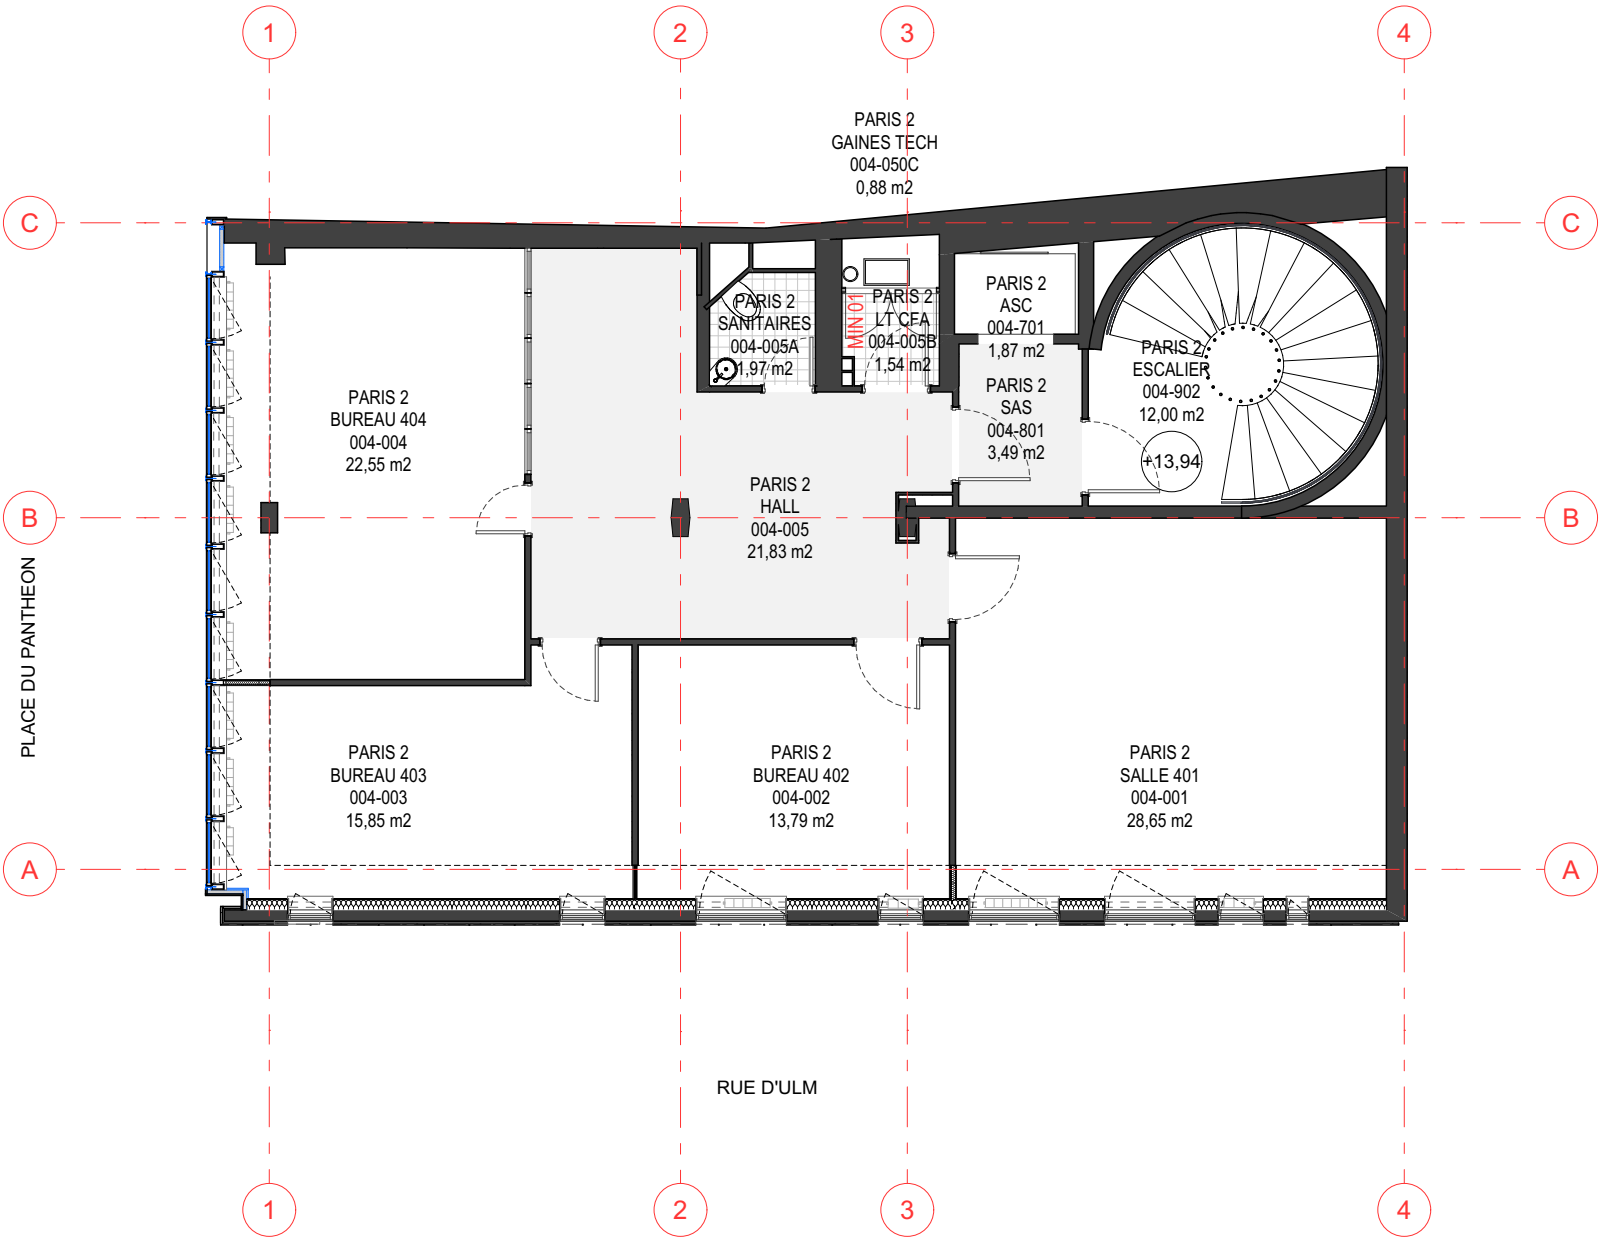 1
2
3
4
PARIS 2
GAINES TECH
004-050C
0,88 m2
C
C
PARIS 2
SANITAIRES
004-005A
1,97 m2
MIN 01
PARIS 2
LT CFA
004-005B
1,54 m2
PARIS 2
ASC
004-701
1,87 m2
PARIS 2
SAS
004-801
3,49 m2
PARIS 2
ESCALIER
004-902
12,00 m2
+13,94
PARIS 2
BUREAU 404
004-004
22,55 m2
PARIS 2
HALL
004-005
21,83 m2
B
B
PLACE DU PANTHEON
PARIS 2
BUREAU 403
004-003
15,85 m2
PARIS 2
BUREAU 402
004-002
13,79 m2
PARIS 2
SALLE 401
004-001
28,65 m2
A
A
RUE D'ULM
1
2
3
4